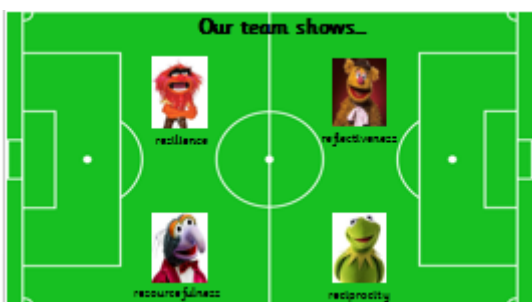 Our team shows...
resilience
reflectiveness
resourcefulness
reciprocity